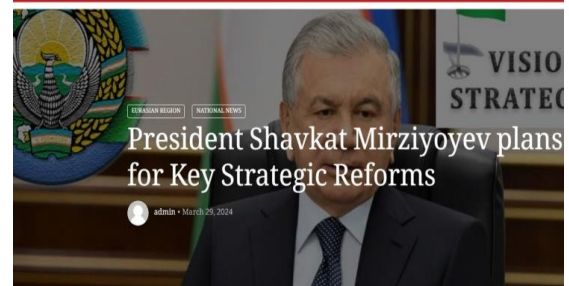 VISIO
STRATEG
EURASIAN REGION
NATIONAL NEWS
President Shavkat Mirziyoyev plans
for Key Strategic Reforms
admin • March 29, 2024